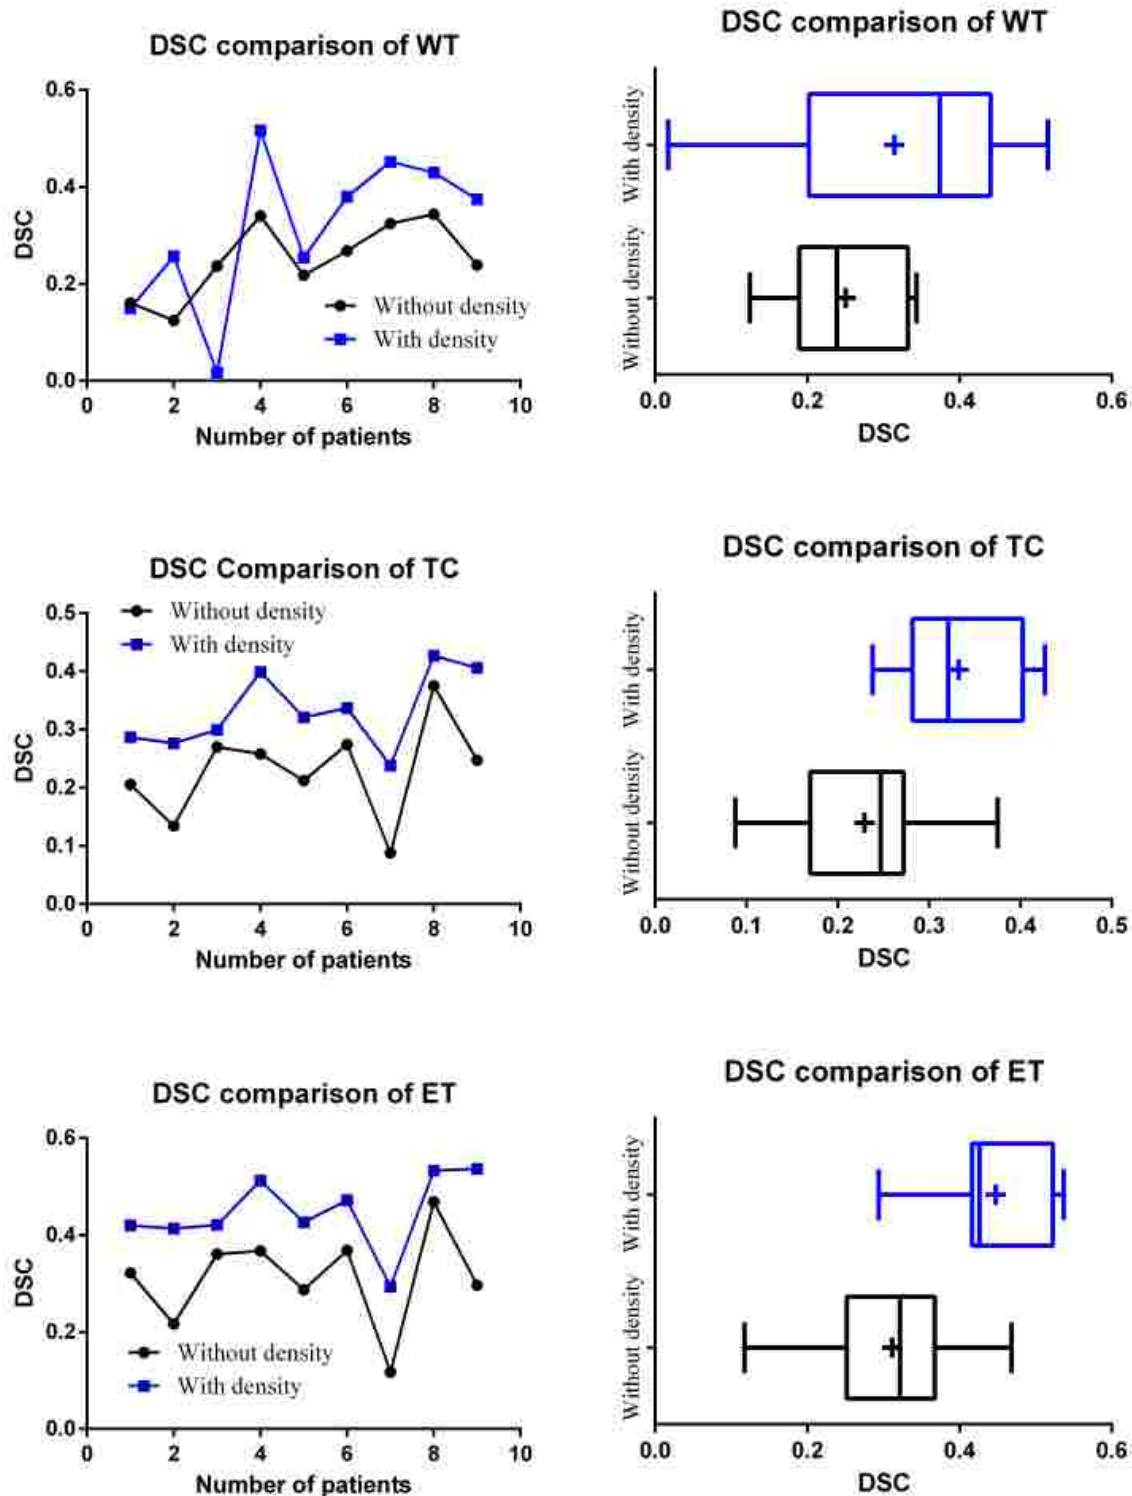 DSC comparison of WT
0.6
0.4
0.2
0.0
DSC
Without density
With density
0 2 4 6 8 10
Number of patients
DSC comparison of WT
With density
Without density
0.0 0.2 0.4 0.6
DSC
DSC Comparison of TC
0.5
0.4
0.3
0.2
0.1
0.0
DSC
Without density
With density
0 2 4 6 8 10
Number of patients
DSC comparison of TC
With density
Without density
0.0 0.1 0.2 0.3 0.4 0.5
DSC
DSC comparison of ET
0.6
0.4
0.2
0.0
DSC
Without density
With density
0 2 4 6 8 10
Number of patients
DSC comparison of ET
With density
Without density
0.0 0.2 0.4 0.6
DSC